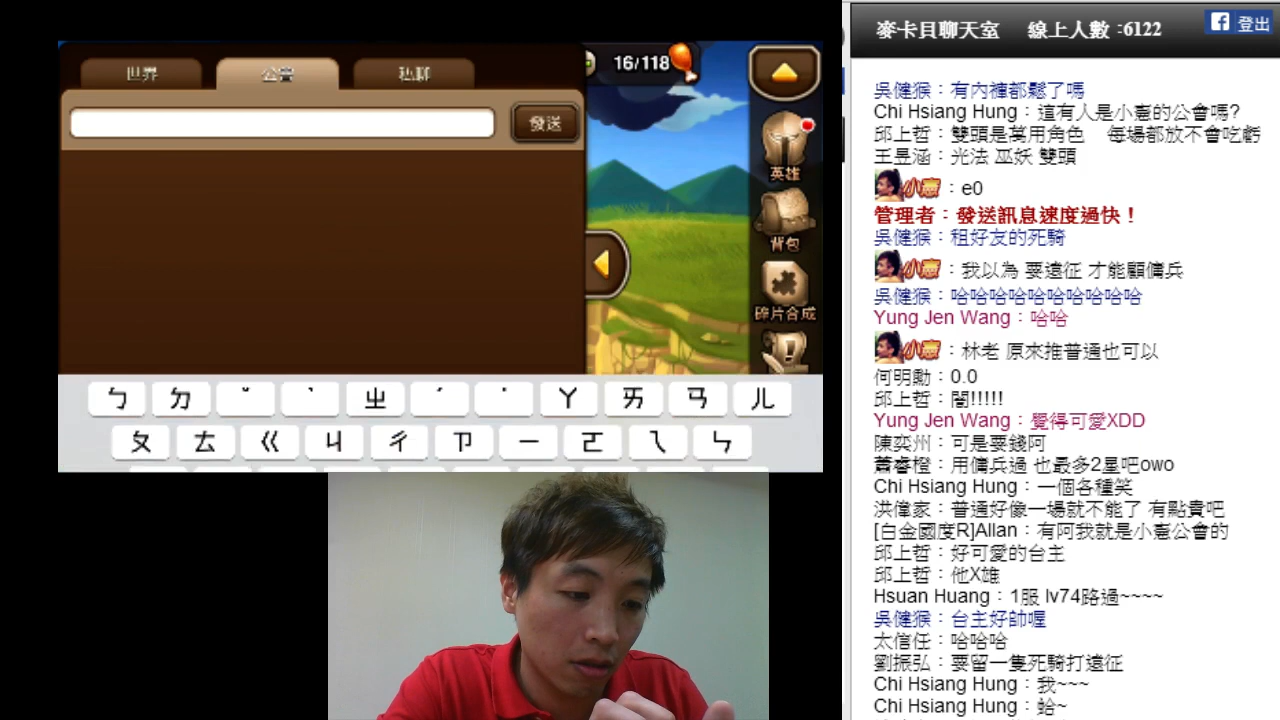 世界 公會 私聊
發送
16/118
英雄
背包
碎片合成
ㄅ ㄉ ˇ ˋ ㄓ ˊ ˙ ㄚ ㄞ ㄢ ㄦ
ㄆ ㄊ ㄍ ㄐ ㄔ ㄗ ㄧ ㄛ ㄟ ㄣ
麥卡貝聊天室 線上人數 :6122
登出
吳健猴：有內褲都鬆了嗎
Chi Hsiang Hung：這有人是小憲的公會嗎?
邱上哲：雙頭是萬用角色 每場都放不會吃虧
王昱涵：光法 巫妖 雙頭
小憲：e0
管理者：發送訊息速度過快！
吳健猴：租好友的死騎
小憲：我以為 要遠征 才能顧傭兵
吳健猴：哈哈哈哈哈哈哈哈哈哈
Yung Jen Wang：哈哈
小憲：林老 原來推普通也可以
何明勳：0.0
邱上哲：闇!!!!!
Yung Jen Wang：覺得可愛XDD
陳奕州：可是要錢阿
蕭睿橙：用傭兵過 也最多2星吧owo
Chi Hsiang Hung：一個各種笑
洪偉家：普通好像一場就不能了 有點貴吧
[白金國度R]Allan：有阿我就是小憲公會的
邱上哲：好可愛的台主
邱上哲：他X雄
Hsuan Huang：1服 lv74路過~~~~
吳健猴：台主好帥喔
太信任：哈哈哈
劉振弘：要留一隻死騎打遠征
Chi Hsiang Hung：我~~~
Chi Hsiang Hung：蛤~